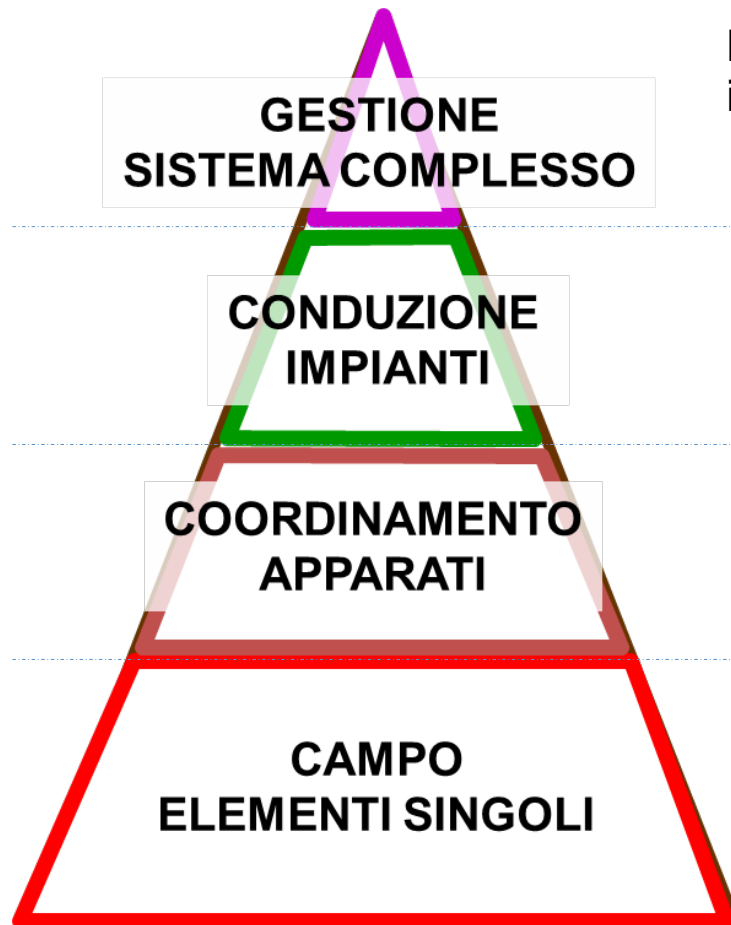 GESTIONE
SISTEMA COMPLESSO
CONDUZIONE
IMPIANTI
COORDINAMENTO
APPARATI
CAMPO
ELEMENTI SINGOLI